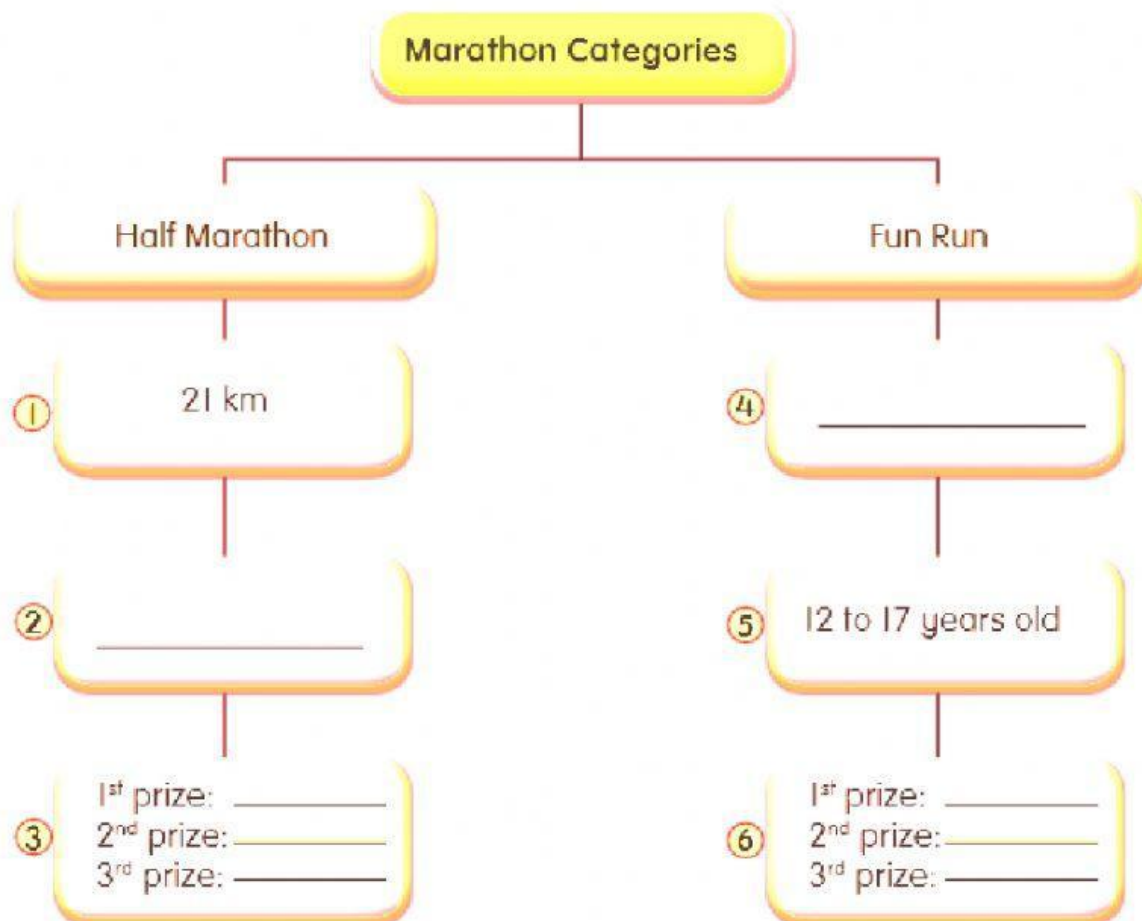 Marathon Categories
Half Marathon
Fun Run
1
21 km
4
2
5
12 to 17 years old
3
1st prize:
2nd prize:
3rd prize:
6
1st prize:
2nd prize:
3rd prize: